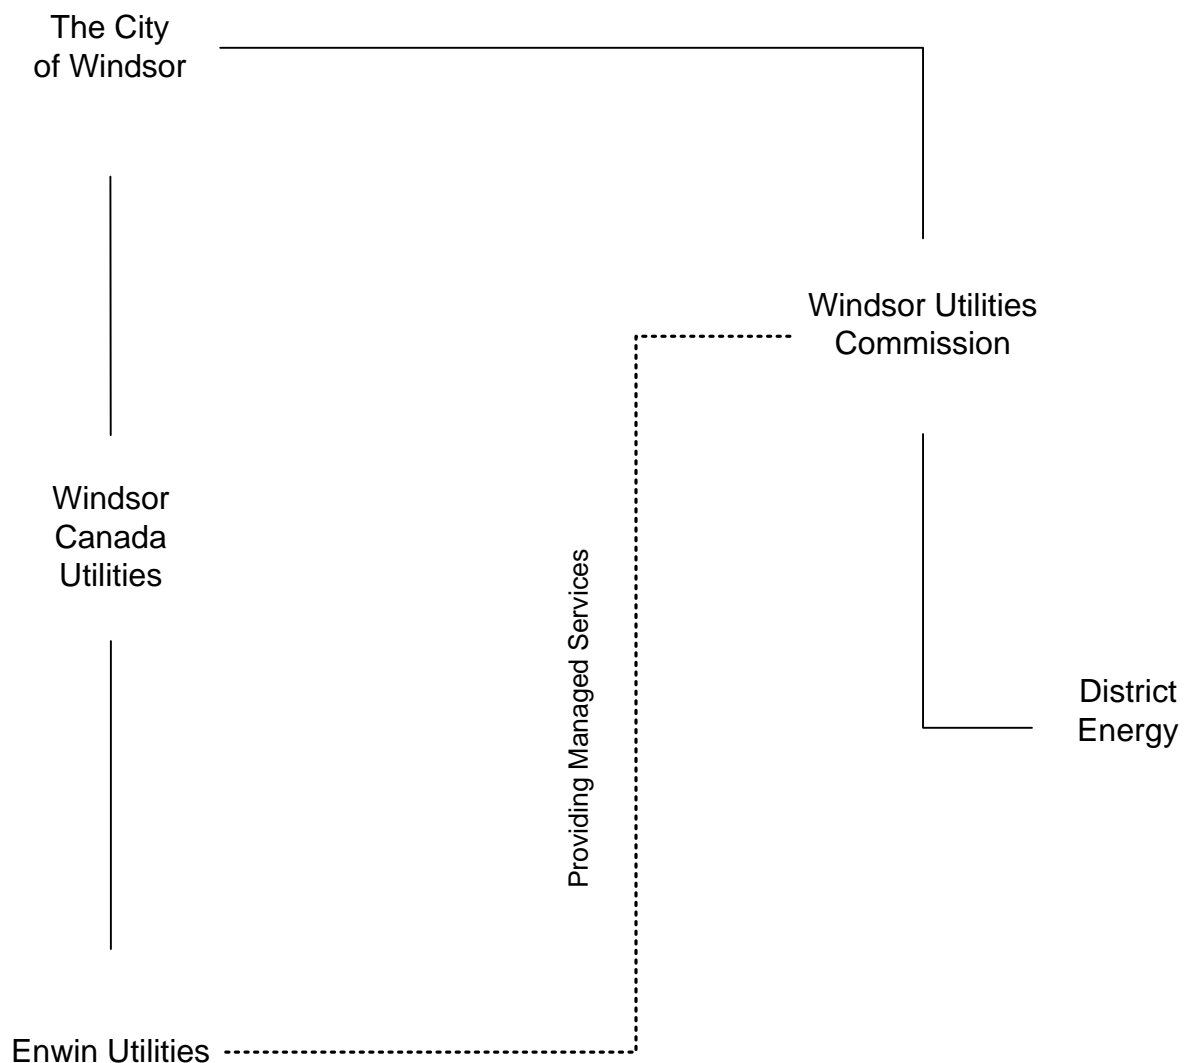 The City
of Windsor
Windsor Utilities
Commission
Windsor
Canada
Utilities
Providing Managed Services
District
Energy
Enwin Utilities